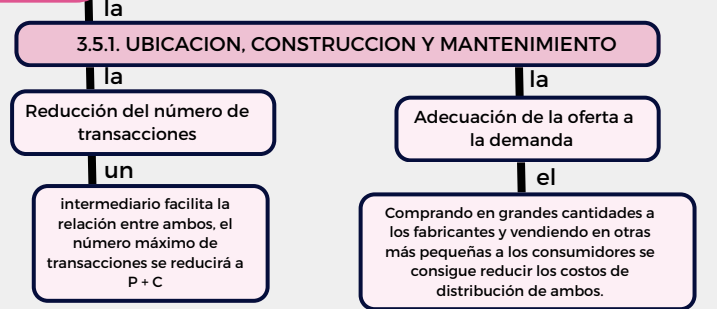 la
3.5.1. UBICACION, CONSTRUCCION Y MANTENIMIENTO
la
Reducción del número de
transacciones
un
intermediario facilita la
relación entre ambos, el
número máximo de
transacciones se reducirá a
P + C
la
Adecuación de la oferta a
la demanda
el
Comprando en grandes cantidades a
los fabricantes y vendiendo en otras
más pequeñas a los consumidores se
consigue reducir los costos de
distribución de ambos.